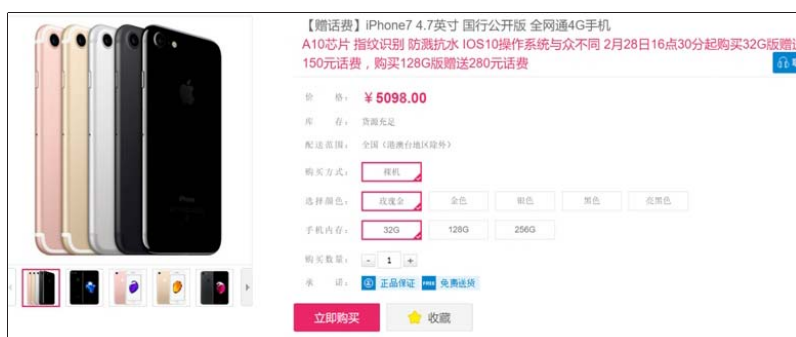 【赠话费】iPhone7 4.7英寸 国行公开版 全网通4G手机
A10芯片 指纹识别 防溅抗水 IOS10操作系统与众不同 2月28日16点30分起购买32G版赠送
150元话费，购买128G版赠送280元话费
价 格： ￥5098.00
库 存： 货源充足
配送范围： 全国（港澳台地区除外）
购买方式： 裸机
选择颜色： 玫瑰金 金色 银色 黑色 亮黑色
手机内存： 32G 128G 256G
购买数量： - 1 +
承 诺： 正品保证 FREE 免费送货
立即购买 收藏